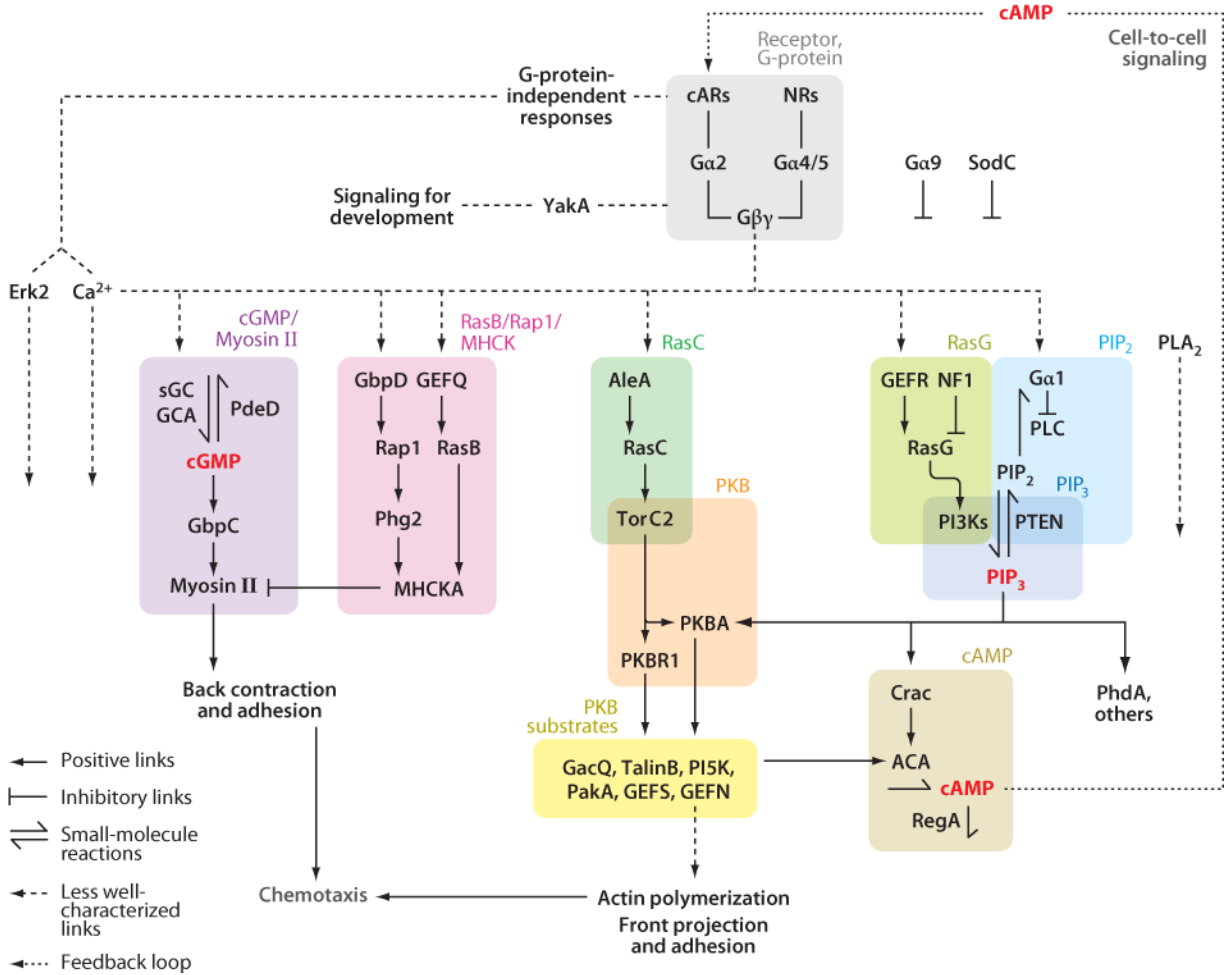 cAMP
Cell-to-cell
signaling
Receptor,
G-protein
G-protein-
independent
responses
cARs NRs
Gα2 Gα4/5
Gα9 SodC
Signaling for
development
YakA
Gβγ
Erk2 Ca²⁺
cGMP/
Myosin II
RasB/Rap1/
MHCK
RasC
RasG
PIP₂
PLA₂
sGC
GCA
PdeD
cGMP
GbpC
Myosin II
GbpD GEFQ
Rap1 RasB
Phg2
MHCKA
AleA
RasC
TorC2
PKB
GEFR NF1
RasG
PI3Ks
Gα1
PLC
PIP₂
PIP₃
PTEN
PIP₃
PKBA
PKBR1
cAMP
Crac
ACA
cAMP
RegA
PhdA,
others
Back contraction
and adhesion
PKB
substrates
GacQ, TalinB, PI5K,
PakA, GEFS, GEFN
Chemotaxis
Actin polymerization
Front projection
and adhesion
Positive links
Inhibitory links
Small-molecule
reactions
Less well-
characterized
links
Feedback loop